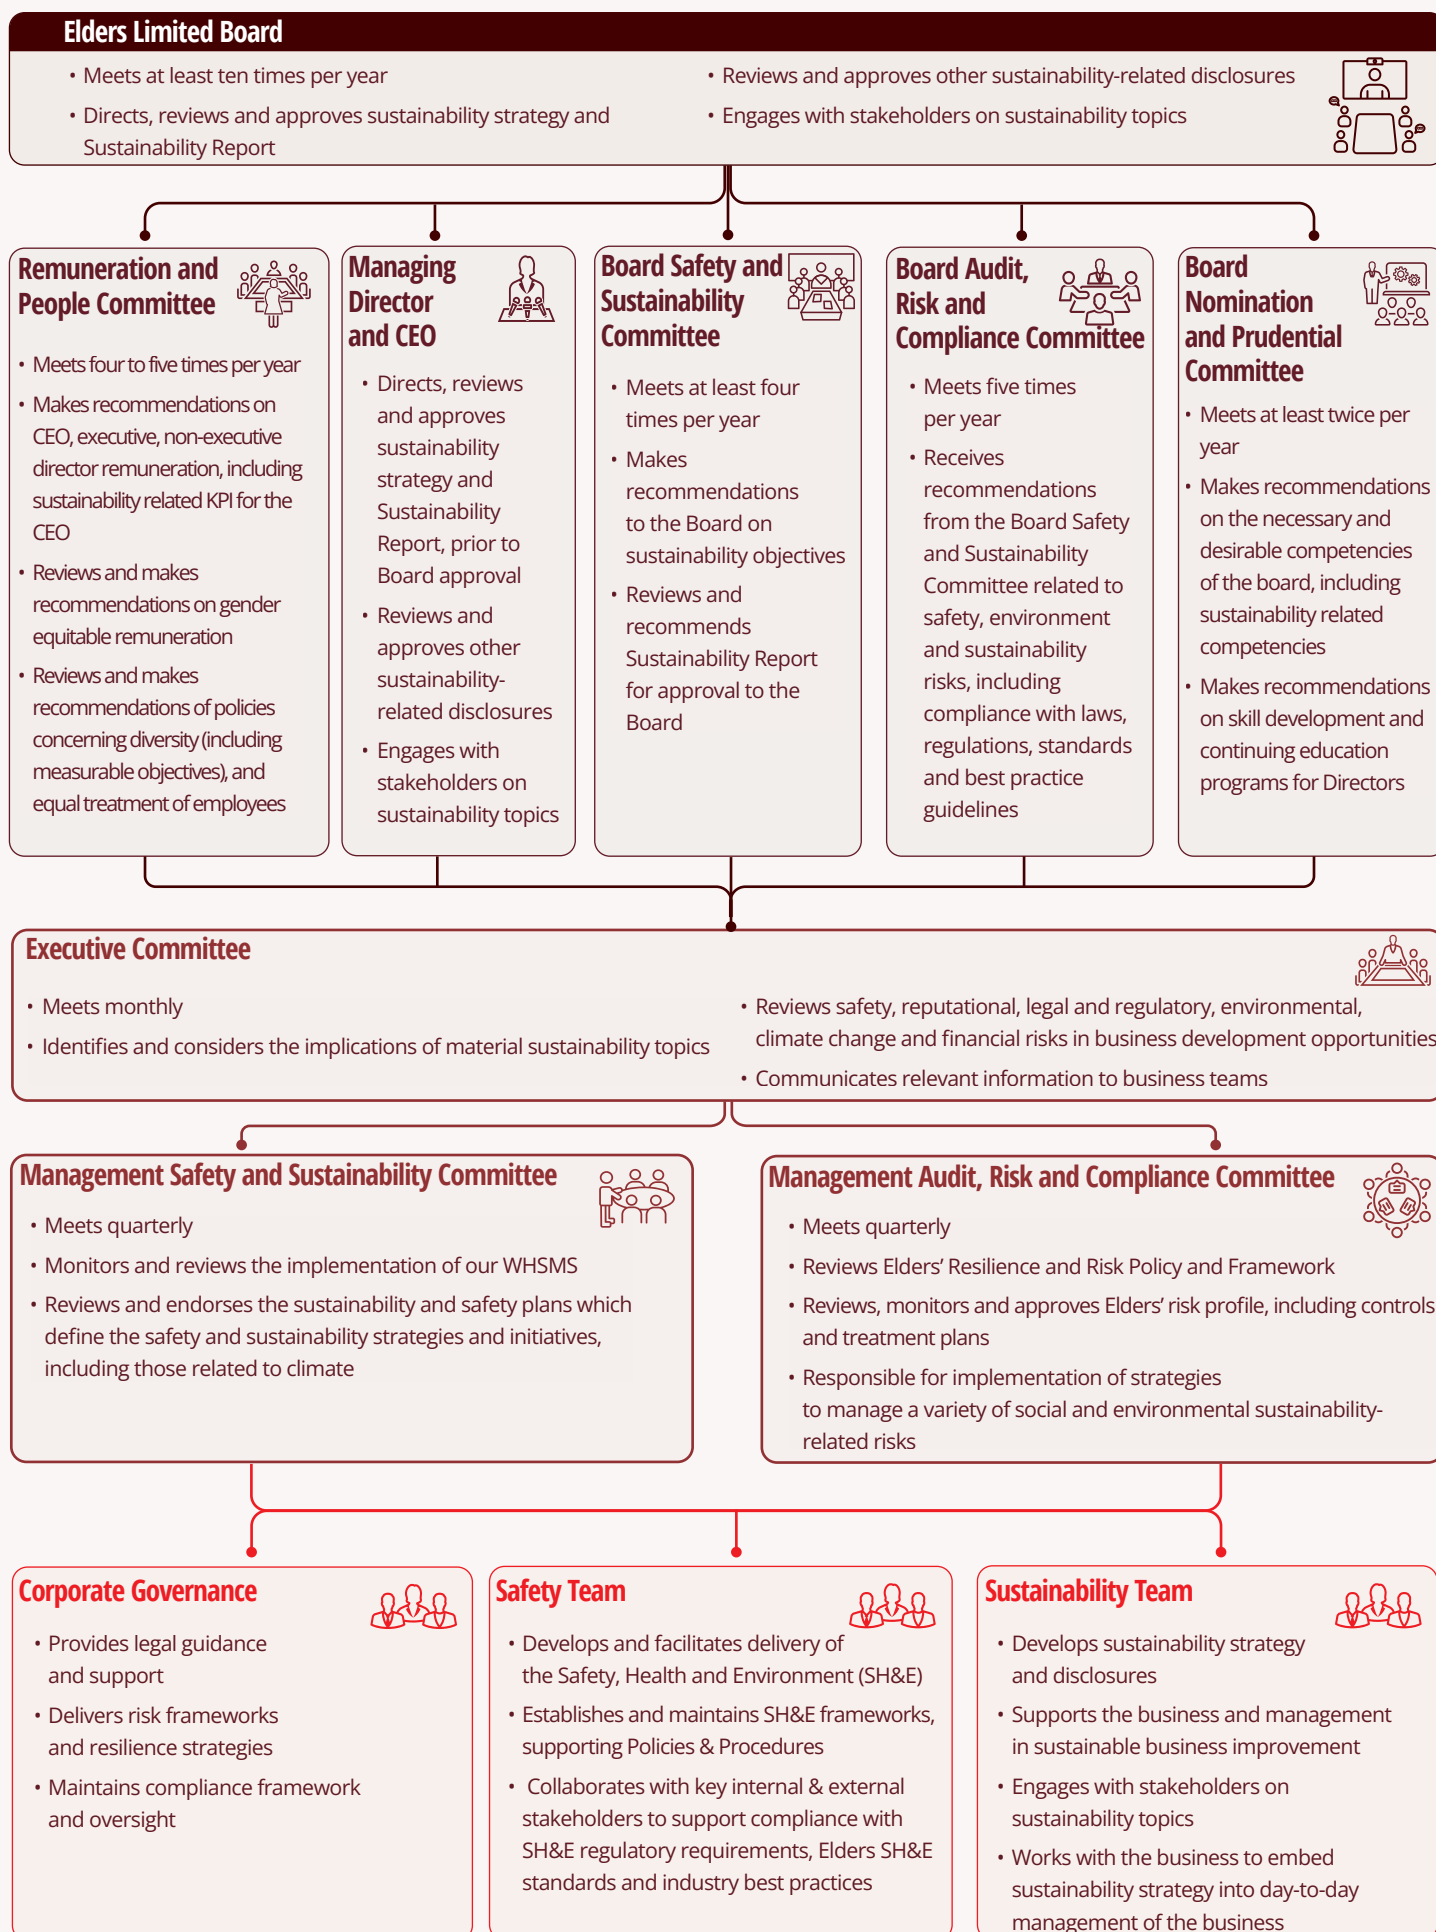 Elders Limited Board
• Meets at least ten times per year
• Directs, reviews and approves sustainability strategy and
Sustainability Report
• Reviews and approves other sustainability-related disclosures
• Engages with stakeholders on sustainability topics
Remuneration and
People Committee
• Meets four to five times per year
• Makes recommendations on
CEO, executive, non-executive
director remuneration, including
sustainability related KPI for the
CEO
• Reviews and makes
recommendations on gender
equitable remuneration
• Reviews and makes
recommendations of policies
concerning diversity (including
measurable objectives), and
equal treatment of employees
Managing
Director
and CEO
• Directs, reviews
and approves
sustainability
strategy and
Sustainability
Report, prior to
Board approval
• Reviews and
approves other
sustainability-
related disclosures
• Engages with
stakeholders on
sustainability topics
Board Safety and
Sustainability
Committee
• Meets at least four
times per year
• Makes
recommendations
to the Board on
sustainability objectives
• Reviews and
recommends
Sustainability Report
for approval to the
Board
Board Audit,
Risk and
Compliance Committee
• Meets five times
per year
• Receives
recommendations
from the Board Safety
and Sustainability
Committee related to
safety, environment
and sustainability
risks, including
compliance with laws,
regulations, standards
and best practice
guidelines
Board
Nomination
and Prudential
Committee
• Meets at least twice per
year
• Makes recommendations
on the necessary and
desirable competencies
of the board, including
sustainability related
competencies
• Makes recommendations
on skill development and
continuing education
programs for Directors
Executive Committee
• Meets monthly
• Identifies and considers the implications of material sustainability topics
• Reviews safety, reputational, legal and regulatory, environmental,
climate change and financial risks in business development opportunities
• Communicates relevant information to business teams
Management Safety and Sustainability Committee
• Meets quarterly
• Monitors and reviews the implementation of our WHSMS
• Reviews and endorses the sustainability and safety plans which
define the safety and sustainability strategies and initiatives,
including those related to climate
Management Audit, Risk and Compliance Committee
• Meets quarterly
• Reviews Elders’ Resilience and Risk Policy and Framework
• Reviews, monitors and approves Elders’ risk profile, including controls
and treatment plans
• Responsible for implementation of strategies
to manage a variety of social and environmental sustainability-
related risks
Corporate Governance
• Provides legal guidance
and support
• Delivers risk frameworks
and resilience strategies
• Maintains compliance framework
and oversight
Safety Team
• Develops and facilitates delivery of
the Safety, Health and Environment (SH&E)
• Establishes and maintains SH&E frameworks,
supporting Policies & Procedures
• Collaborates with key internal & external
stakeholders to support compliance with
SH&E regulatory requirements, Elders SH&E
standards and industry best practices
Sustainability Team
• Develops sustainability strategy
and disclosures
• Supports the business and management
in sustainable business improvement
• Engages with stakeholders on
sustainability topics
• Works with the business to embed
sustainability strategy into day-to-day
management of the business